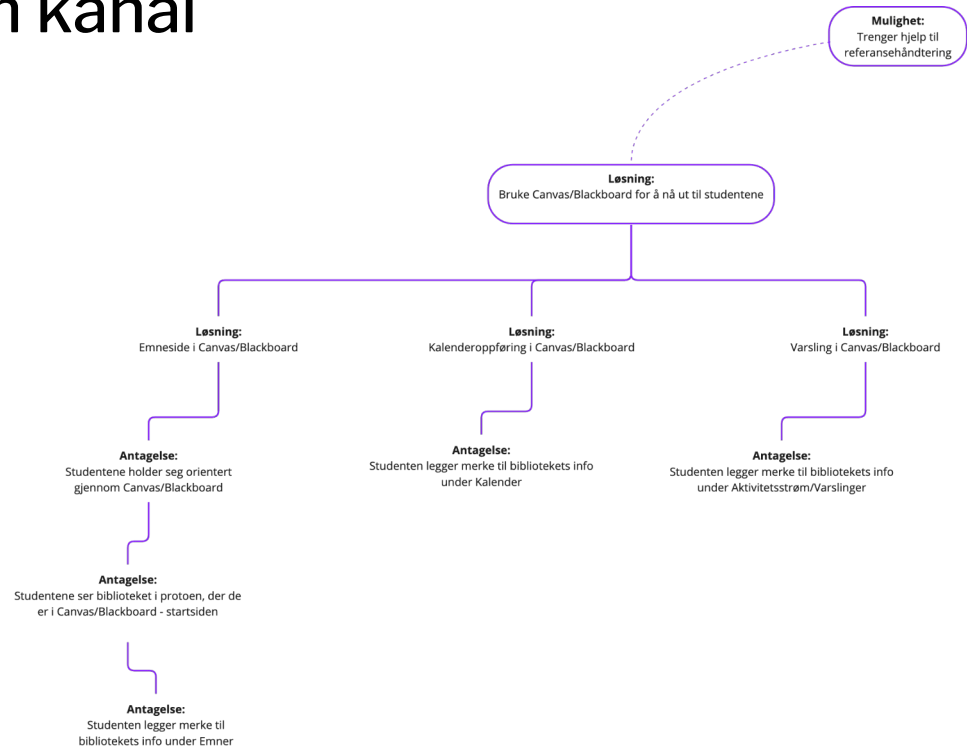 n kanal
Mulighet:
Trenger hjelp til
referansehåndtering
Løsning:
Bruke Canvas/Blackboard for å nå ut til studentene
Løsning:
Emneside i Canvas/Blackboard
Løsning:
Kalenderoppføring i Canvas/Blackboard
Løsning:
Varsling i Canvas/Blackboard
Antagelse:
Studentene holder seg orientert
gjennom Canvas/Blackboard
Antagelse:
Studenten legger merke til bibliotekets info
under Kalender
Antagelse:
Studenten legger merke til bibliotekets info
under Aktivitetsstrøm/Varslinger
Antagelse:
Studentene ser biblioteket i protoen, der de
er i Canvas/Blackboard - startsiden
Antagelse:
Studenten legger merke til
bibliotekets info under Emner